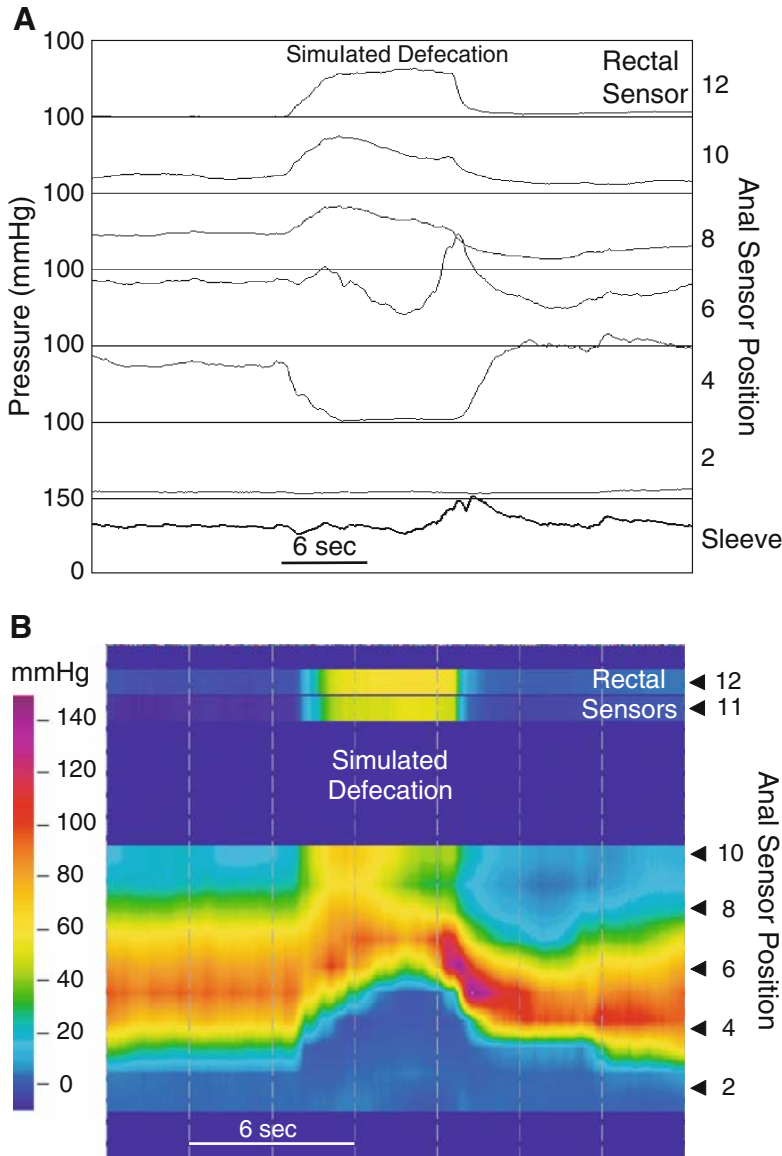 A
Simulated Defecation
Rectal
Sensor
Pressure (mmHg)
100
100
100
100
100
100
150
0
12
10
8
6
4
2
Sleeve
Anal Sensor Position
6 sec
B
mmHg
140
120
100
80
60
40
20
0
Rectal
Sensors
Simulated
Defecation
12
11
10
8
6
4
2
Anal Sensor Position
6 sec